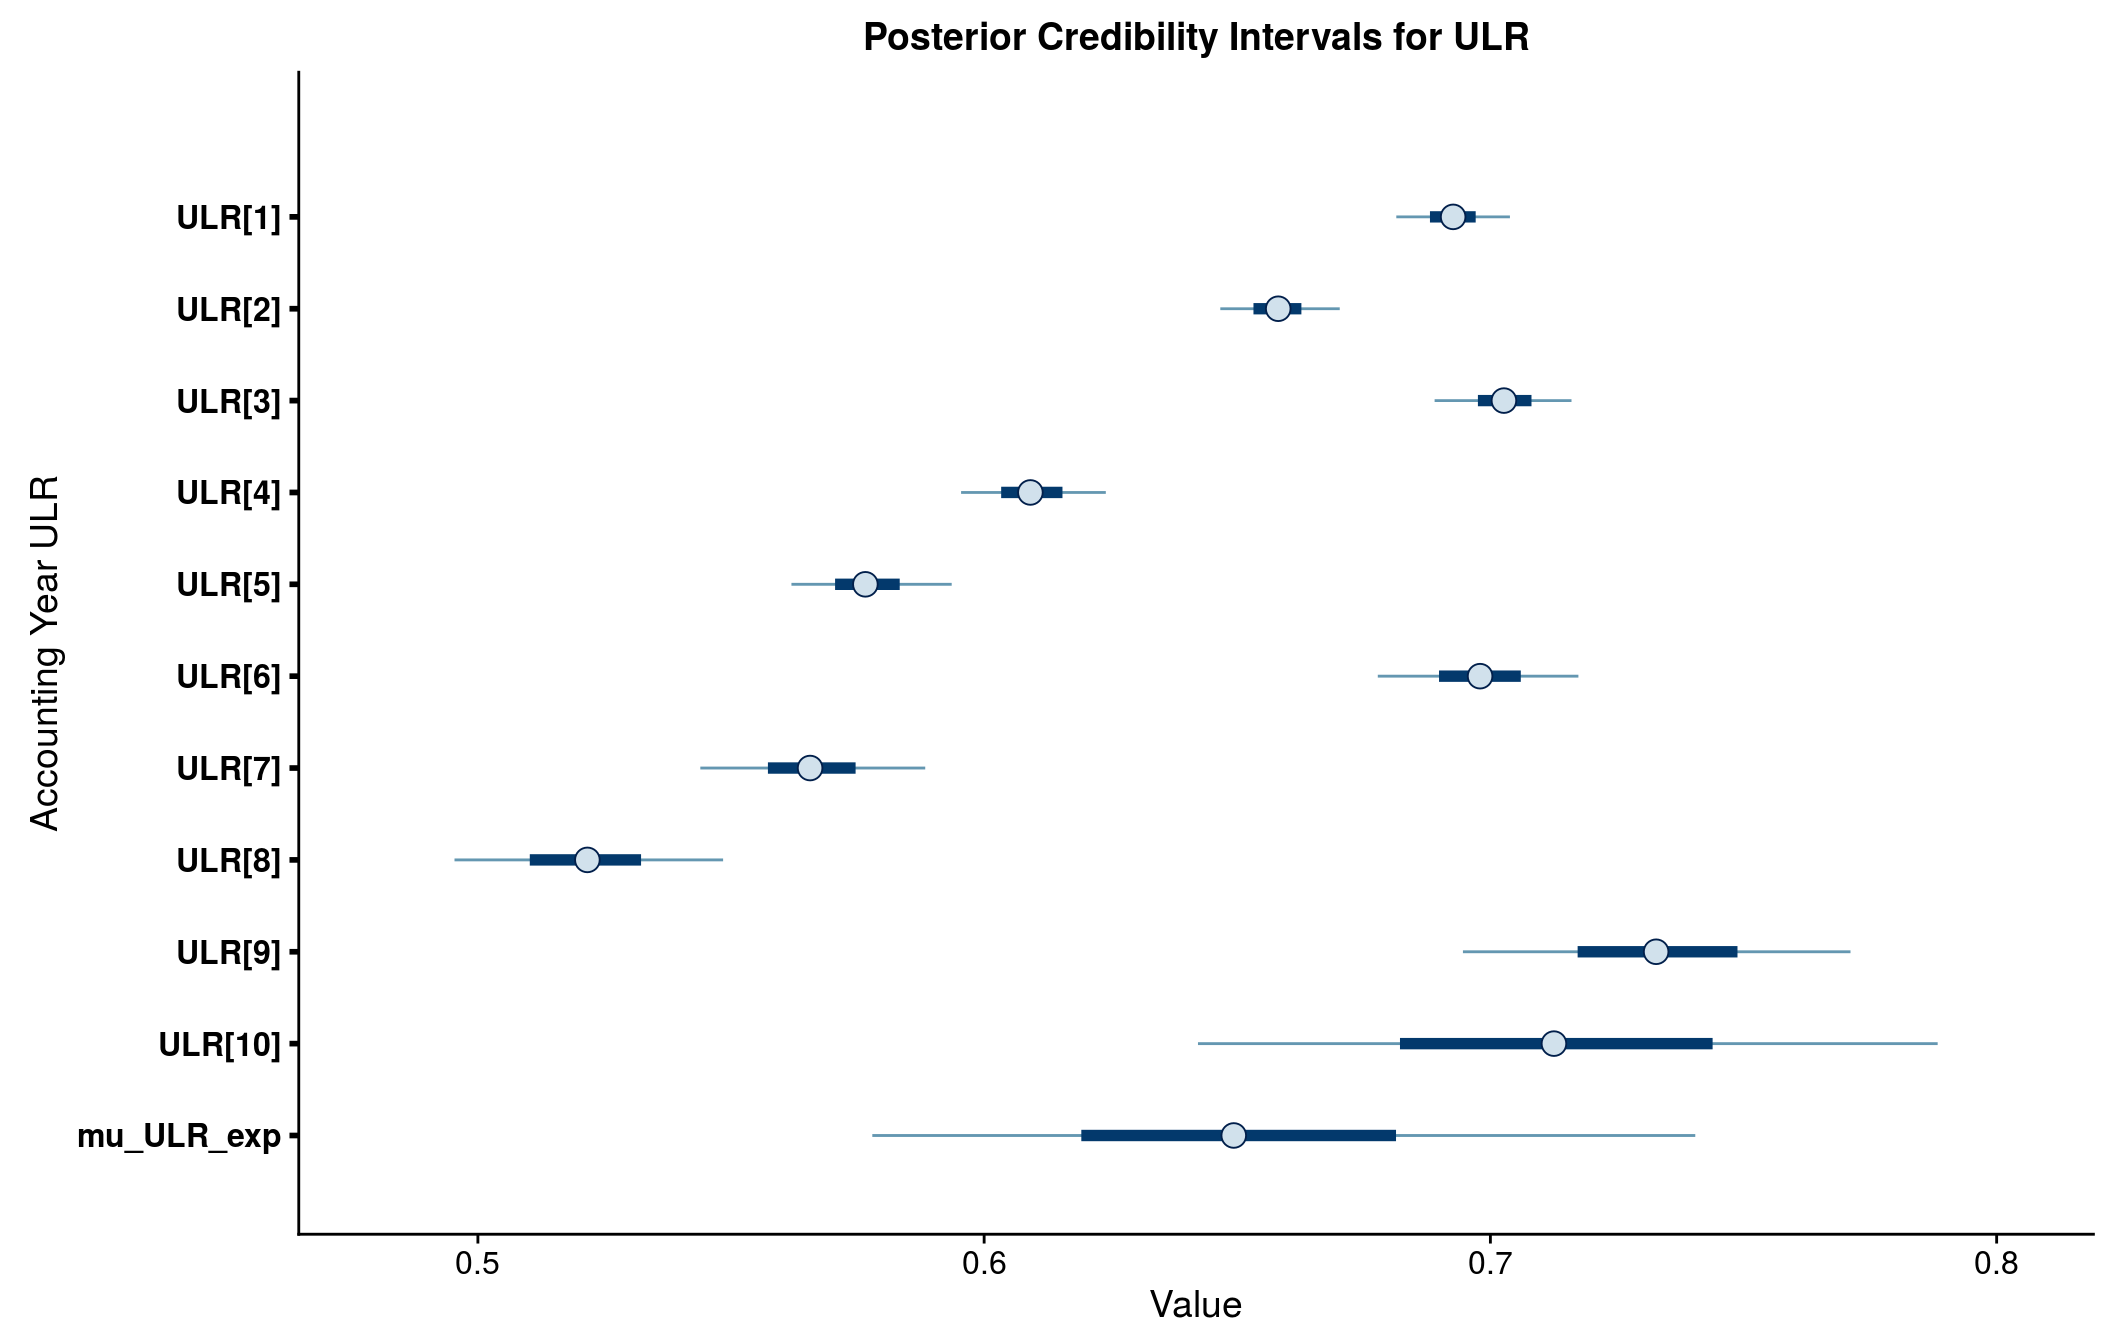 Posterior Credibility Intervals for ULR
ULR[1]
ULR[2]
ULR[3]
ULR[4]
ULR[5]
ULR[6]
ULR[7]
ULR[8]
ULR[9]
ULR[10]
mu_ULR_exp
Accounting Year ULR
0.5 0.6 0.7 0.8
Value